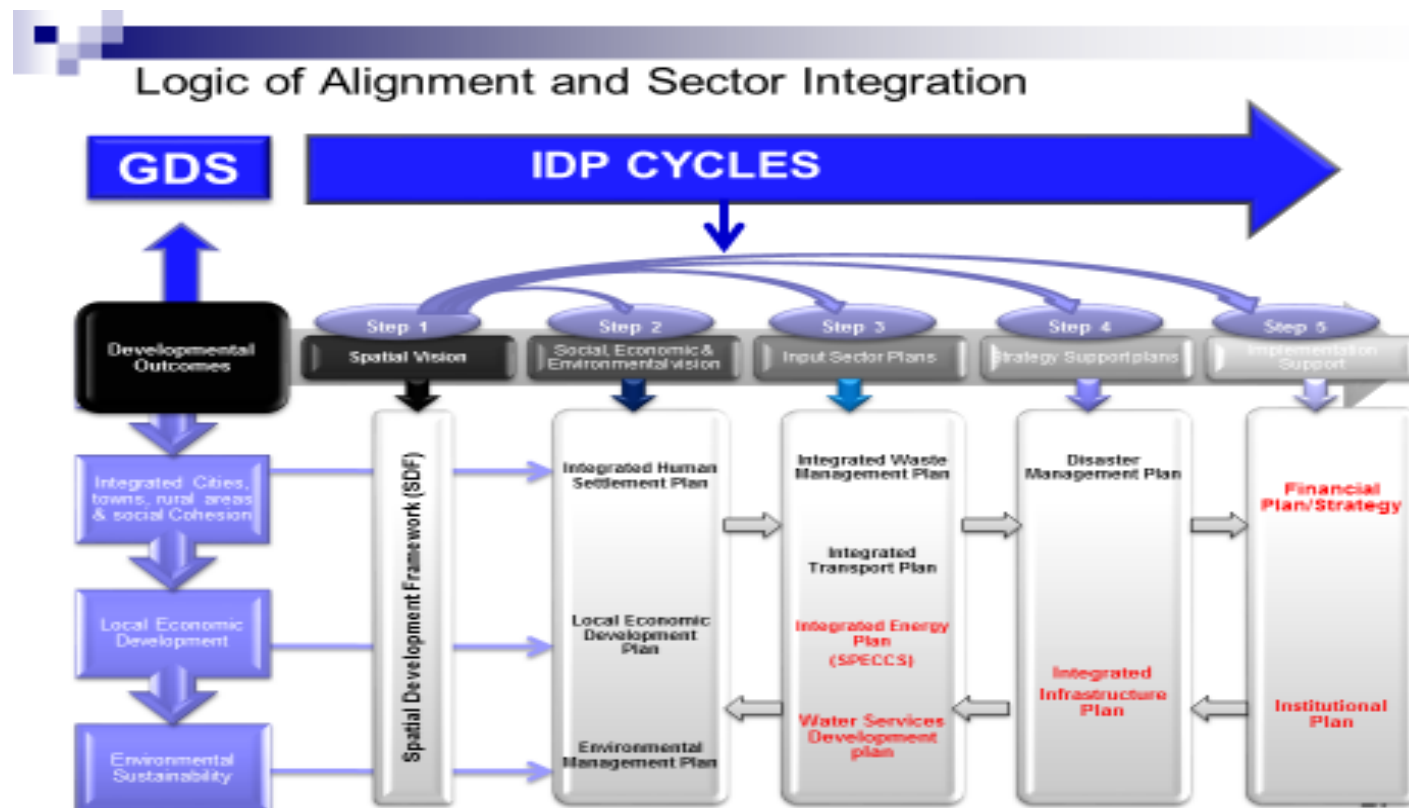 Logic of Alignment and Sector Integration
GDS
IDP CYCLES
Developmental
Outcomes
Step 1
Spatial Vision
Step 2
Social, Economic &
Environmental vision
Step 3
Input Sector Plans
Step 4
Strategy Support plans
Step 5
Implementation
Support
Integrated Cities,
towns, rural areas
& social Cohesion
Local Economic
Development
Environmental
Sustainability
Spatial Development Framework (SDF)
Integrated Human
Settlement Plan
Local Economic
Development
Plan
Environmental
Management Plan
Integrated Waste
Management Plan
Integrated
Transport Plan
Integrated Energy
Plan
(SPECCS)
Water Services
Development
plan
Disaster
Management Plan
Integrated
Infrastructure
Plan
Financial
Plan/Strategy
Institutional
Plan